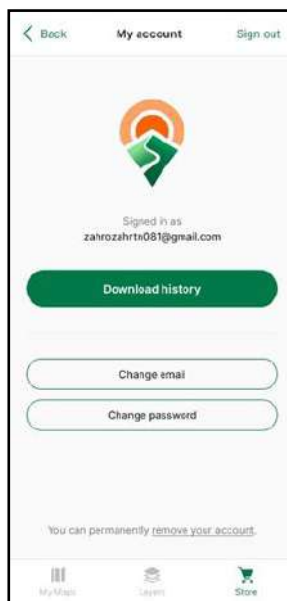 Back My account Sign out
Signed in as
zahrozahrtn081@gmail.com
Download history
Change email
Change password
You can permanently remove your account.
My Maps Layers Store